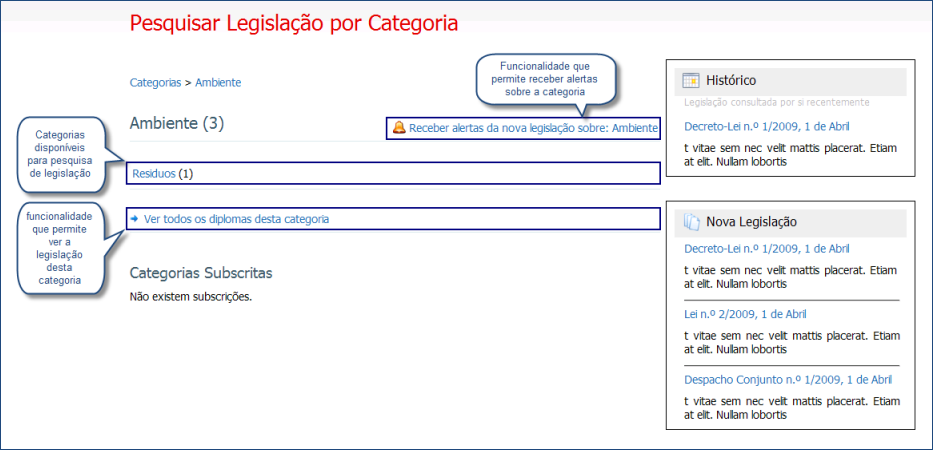 Pesquisar Legislação por Categoria
Categorias > Ambiente
Funcionalidade que
permite receber alertas
sobre a categoria
Ambiente (3)
Receber alertas da nova legislação sobre: Ambiente
Categorias
disponíveis
para pesquisa
de legislação
Residuos (1)
funcionalidade
que permite
ver a
legislação
desta
categoria
Ver todos os diplomas desta categoria
Categorias Subscritas
Não existem subscrições.
Histórico
Legislação consultada por si recentemente
Decreto-Lei n.º 1/2009, 1 de Abril
t vitae sem nec velit mattis placerat. Etiam
at elit. Nullam lobortis
Nova Legislação
Decreto-Lei n.º 1/2009, 1 de Abril
t vitae sem nec velit mattis placerat. Etiam
at elit. Nullam lobortis
Lei n.º 2/2009, 1 de Abril
t vitae sem nec velit mattis placerat. Etiam
at elit. Nullam lobortis
Despacho Conjunto n.º 1/2009, 1 de Abril
t vitae sem nec velit mattis placerat. Etiam
at elit. Nullam lobortis